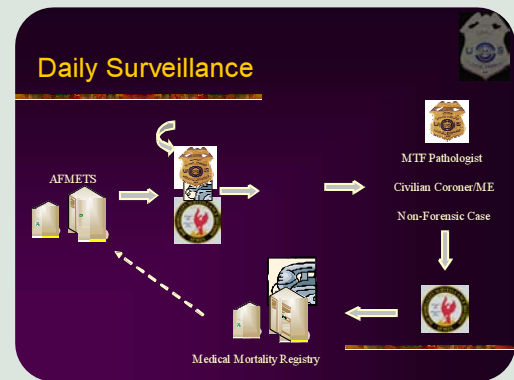 Daily Surveillance
AFMETS
MTF Pathologist
Civilian Coroner/ME
Non-Forensic Case
Medical Mortality Registry